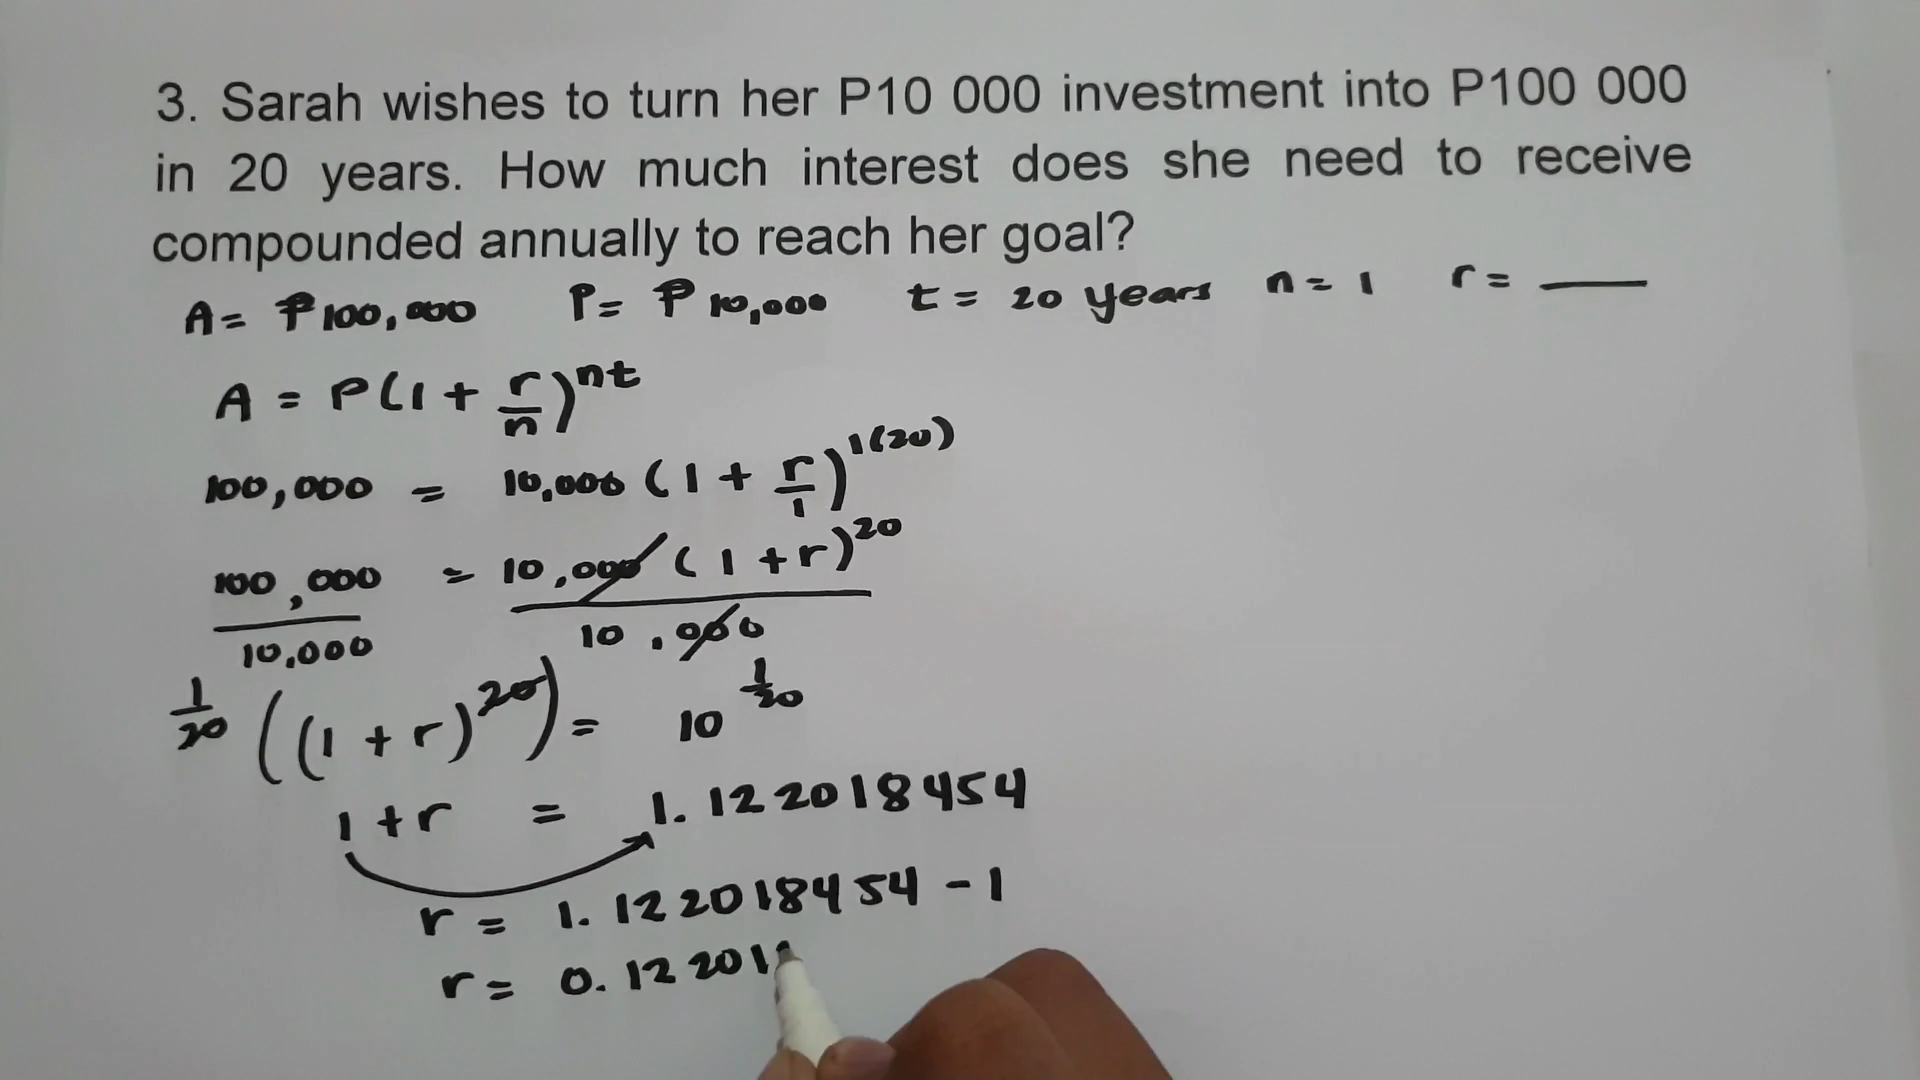 3. Sarah wishes to turn her P10 000 investment into P100 000
in 20 years. How much interest does she need to receive
compounded annually to reach her goal?
A = ₱100,000 P = ₱10,000 t = 20 years n = 1 r = ___
A = P(1 + r/n)^nt
100,000 = 10,000 (1 + r/1)^1(20)
100,000/10,000 = 10,000 (1 + r)^20/10,000
1/20 ((1 + r)^20) = 10^1/20
1 + r = 1.122018454
r = 1.122018454 - 1
r = 0.12201